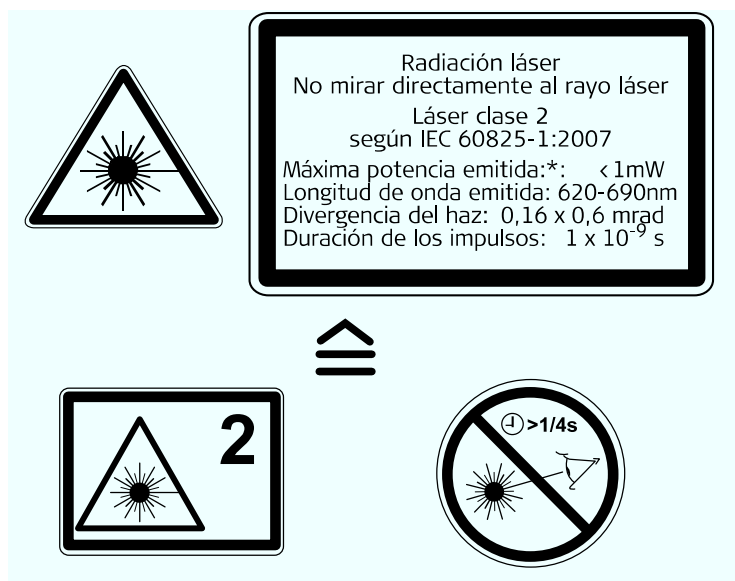 Radiación láser
No mirar directamente al rayo láser
Láser clase 2
según IEC 60825-1:2007
Máxima potencia emitida:*: <1mW
Longitud de onda emitida: 620-690nm
Divergencia del haz: 0,16 x 0,6 mrad
Duración de los impulsos: 1 x 10⁻⁹ s
2
>1/4s